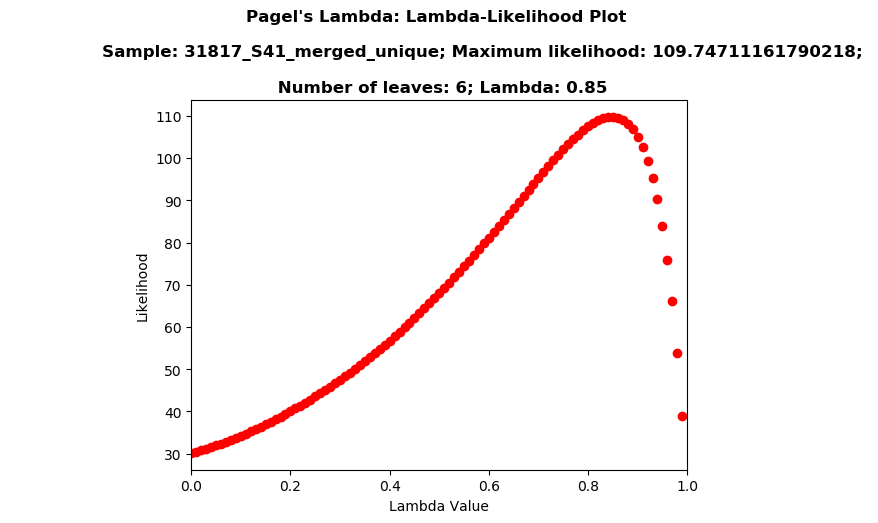 Pagel's Lambda: Lambda-Likelihood Plot
Sample: 31817_S41_merged_unique; Maximum likelihood: 109.74711161790218;
Number of leaves: 6; Lambda: 0.85
110
100
90
80
70
60
50
40
30
Likelihood
0.0 0.2 0.4 0.6 0.8 1.0
Lambda Value